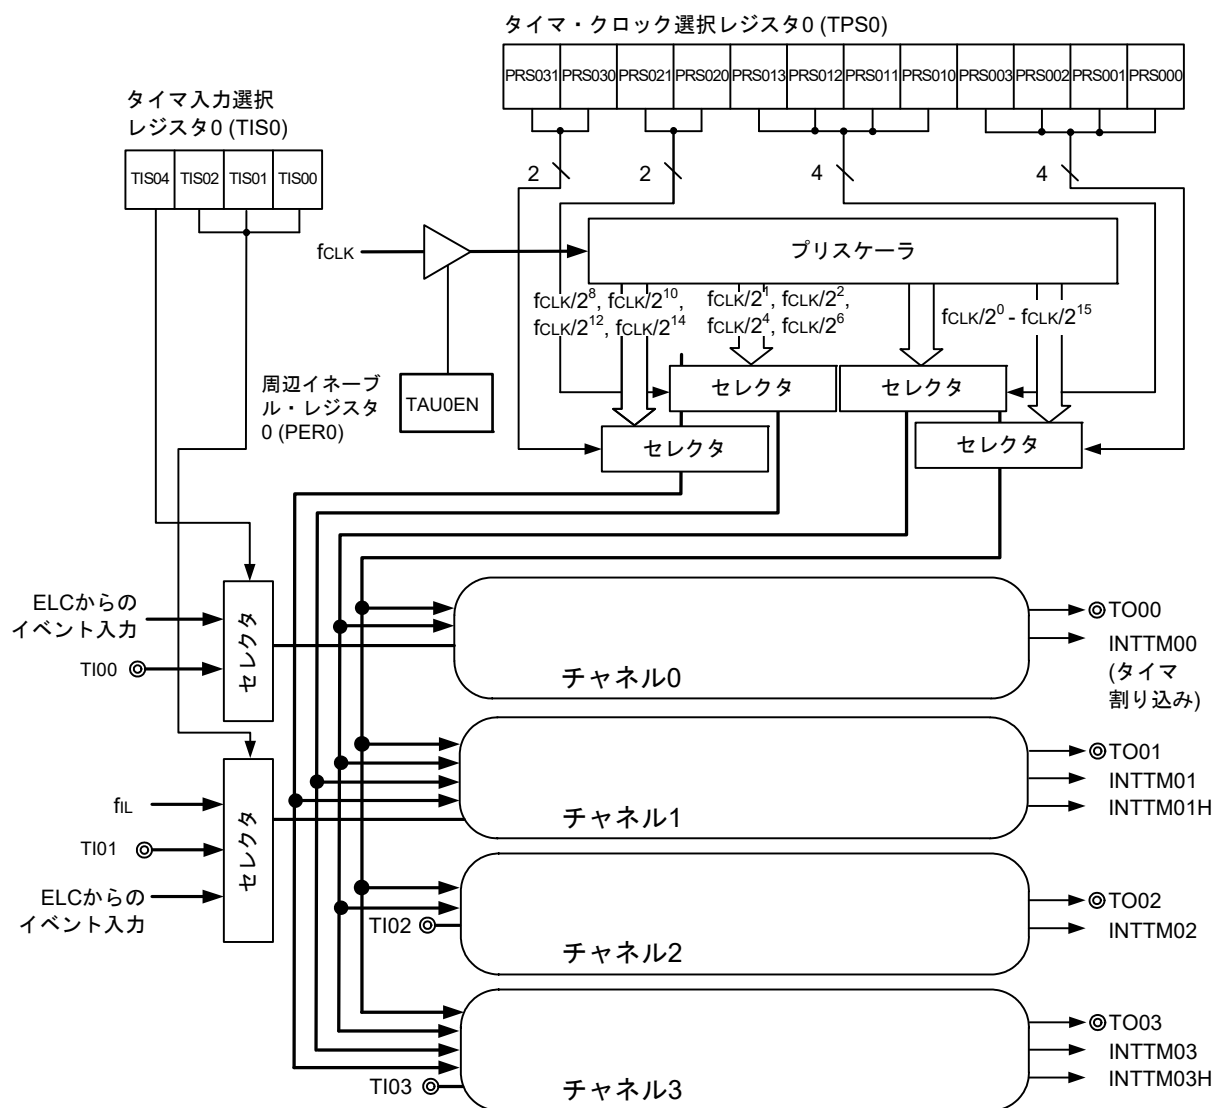 タイマ・クロック選択レジスタ0 (TPS0)
PRS031 PRS030 PRS021 PRS020 PRS013 PRS012 PRS011 PRS010 PRS003 PRS002 PRS001 PRS000
タイマ入力選択
レジスタ0 (TIS0)
TIS04 TIS02 TIS01 TIS00
2 2 4 4
fCLK
プリスケーラ
fCLK/2^8, fCLK/2^10,
fCLK/2^12, fCLK/2^14
fCLK/2^1, fCLK/2^2,
fCLK/2^4, fCLK/2^6
fCLK/2^0 - fCLK/2^15
周辺イネーブ
ル・レジスタ
0 (PER0)
TAU0EN
セレクタ
セレクタ
セレクタ
セレクタ
ELCからの
イベント入力
TI00
セレクタ
チャネル0
TO00
INTTM00
(タイマ
割り込み)
fIL
TI01
ELCからの
イベント入力
セレクタ
チャネル1
TO01
INTTM01
INTTM01H
TI02
チャネル2
TO02
INTTM02
TI03
チャネル3
TO03
INTTM03
INTTM03H